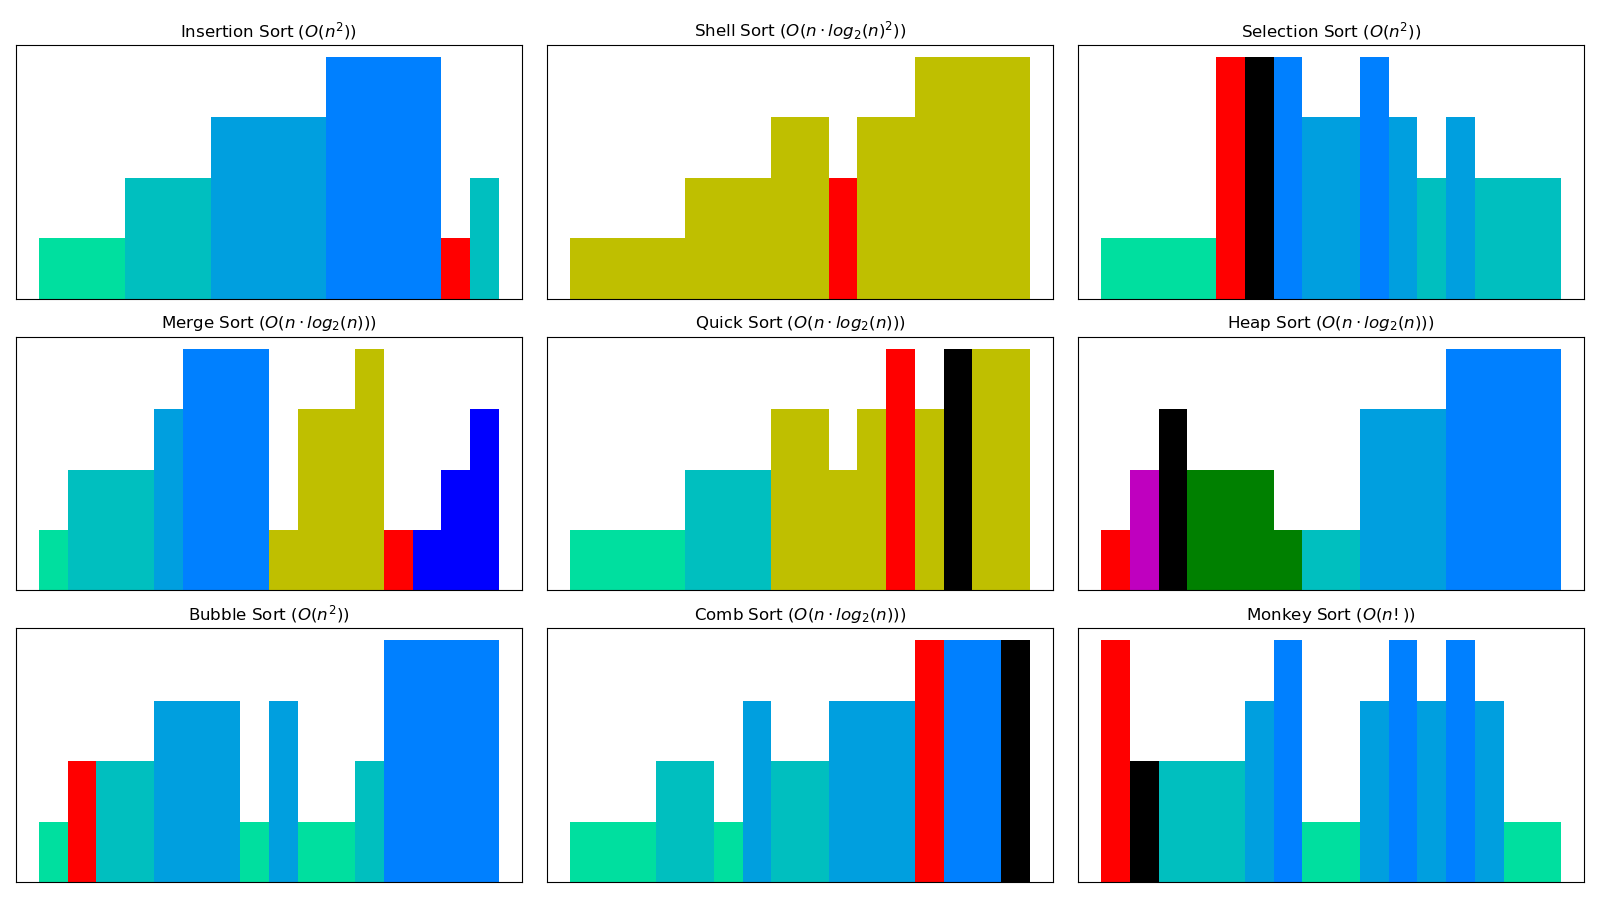 Insertion Sort (O(n²))
Shell Sort (O(n · log₂(n)²))
Selection Sort (O(n²))
Merge Sort (O(n · log₂(n)))
Quick Sort (O(n · log₂(n)))
Heap Sort (O(n · log₂(n)))
Bubble Sort (O(n²))
Comb Sort (O(n · log₂(n)))
Monkey Sort (O(n!))